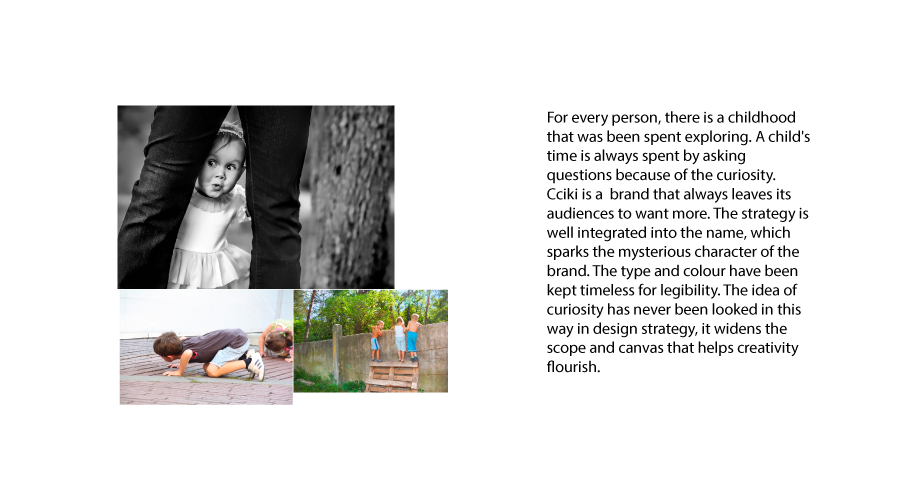 For every person, there is a childhood
that was been spent exploring. A child's
time is always spent by asking
questions because of the curiosity.
Cciki is a  brand that always leaves its
audiences to want more. The strategy is
well integrated into the name, which
sparks the mysterious character of the
brand. The type and colour have been
kept timeless for legibility. The idea of
curiosity has never been looked in this
way in design strategy, it widens the
scope and canvas that helps creativity
flourish.